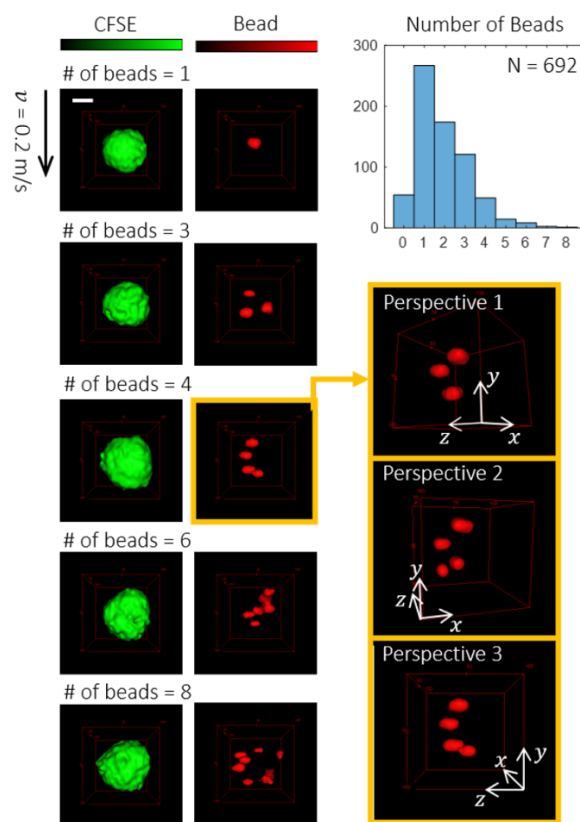 CFSE
Bead
# of beads = 1
v = 0.2 m/s
# of beads = 3
# of beads = 4
# of beads = 6
# of beads = 8
Number of Beads
N = 692
300
200
100
0
0 1 2 3 4 5 6 7 8
Perspective 1
y
z
x
Perspective 2
y
z
x
Perspective 3
x
y
z